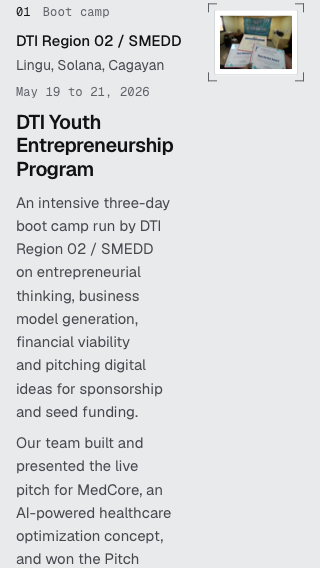 01 Boot camp
DTI Region 02 / SMEDD
Lingu, Solana, Cagayan
May 19 to 21, 2026
DTI Youth
Entrepreneurship
Program
An intensive three-day
boot camp run by DTI
Region 02 / SMEDD
on entrepreneurial
thinking, business
model generation,
financial viability
and pitching digital
ideas for sponsorship
and seed funding.
Our team built and
presented the live
pitch for MedCore, an
AI-powered healthcare
optimization concept,
and won the Pitch